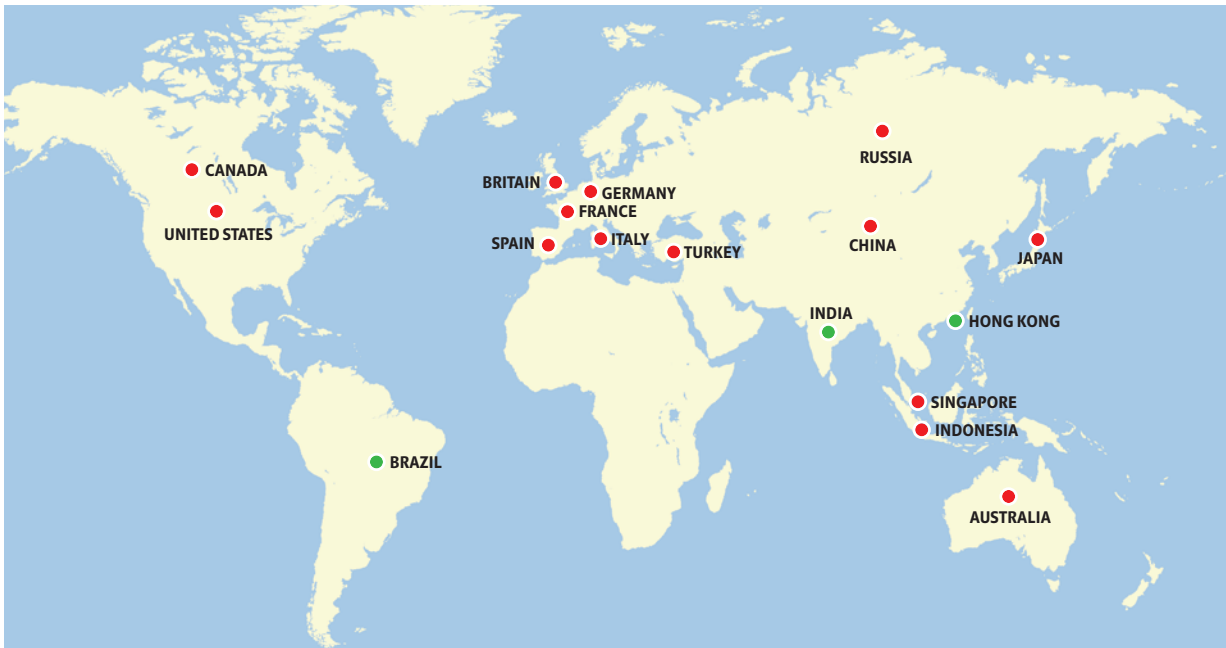 RUSSIA
CANADA
BRITAIN
GERMANY
FRANCE
UNITED STATES
ITALY
SPAIN
CHINA
TURKEY
JAPAN
INDIA
HONG KONG
SINGAPORE
INDONESIA
BRAZIL
AUSTRALIA